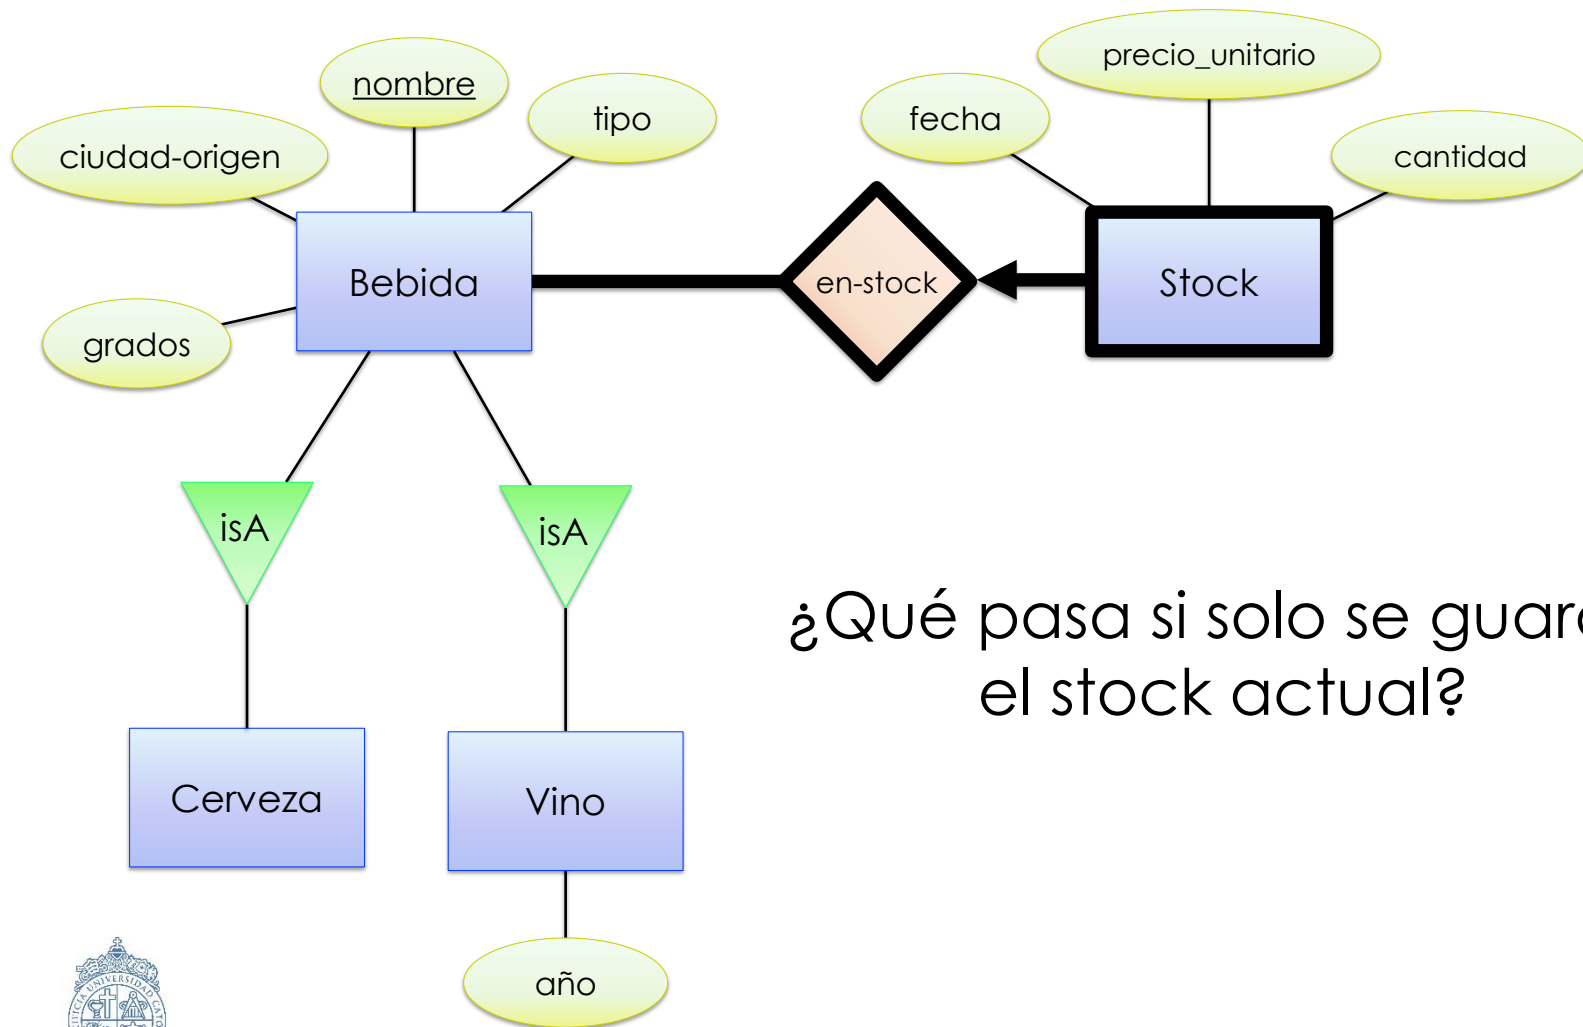 nombre
precio_unitario
tipo
fecha
ciudad-origen
cantidad
Bebida
en-stock
Stock
grados
isA
isA
¿Qué pasa si solo se
el stock actual?
Cerveza
Vino
año